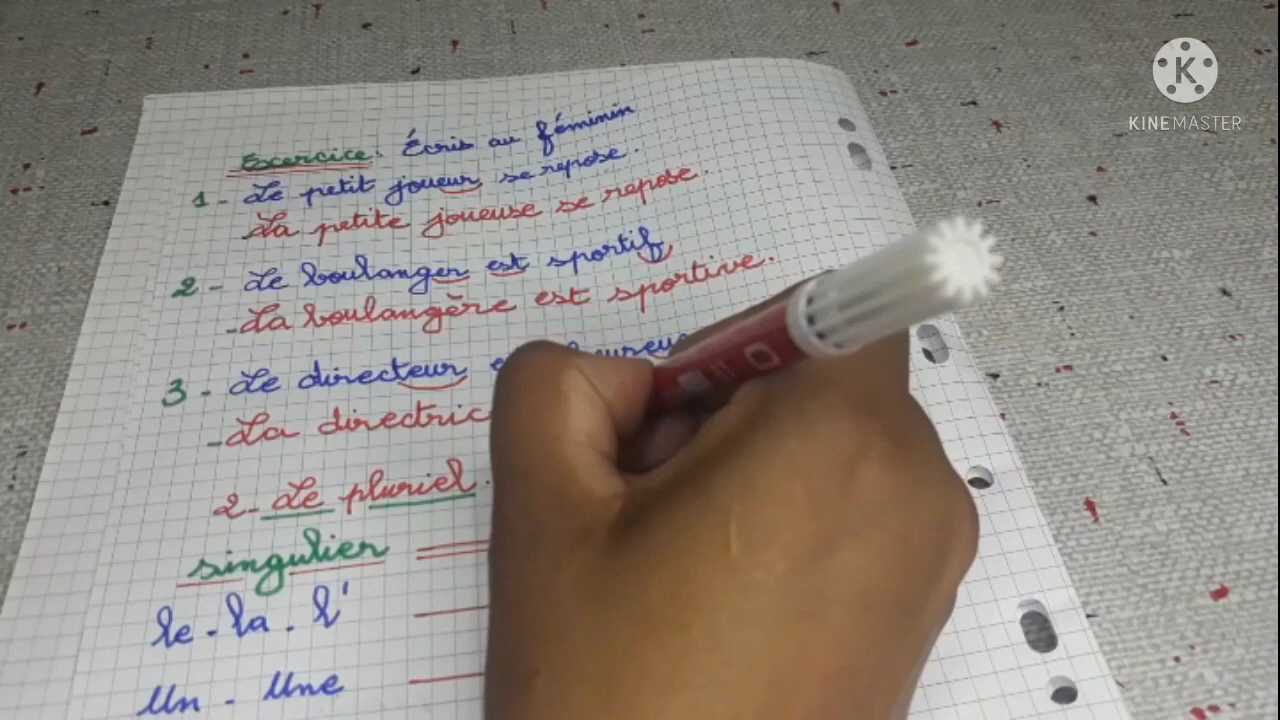 Exercice. Écris au féminin
1 - Le petit joueur se repose.
La petite joueuse se repose.
2 - Le boulanger est sportif
- La boulangère est sportive.
3 - Le directeur
- La directric
2 - Le pluriel.
singulier
le - la - l'
Un - Une
K
KINEMASTER